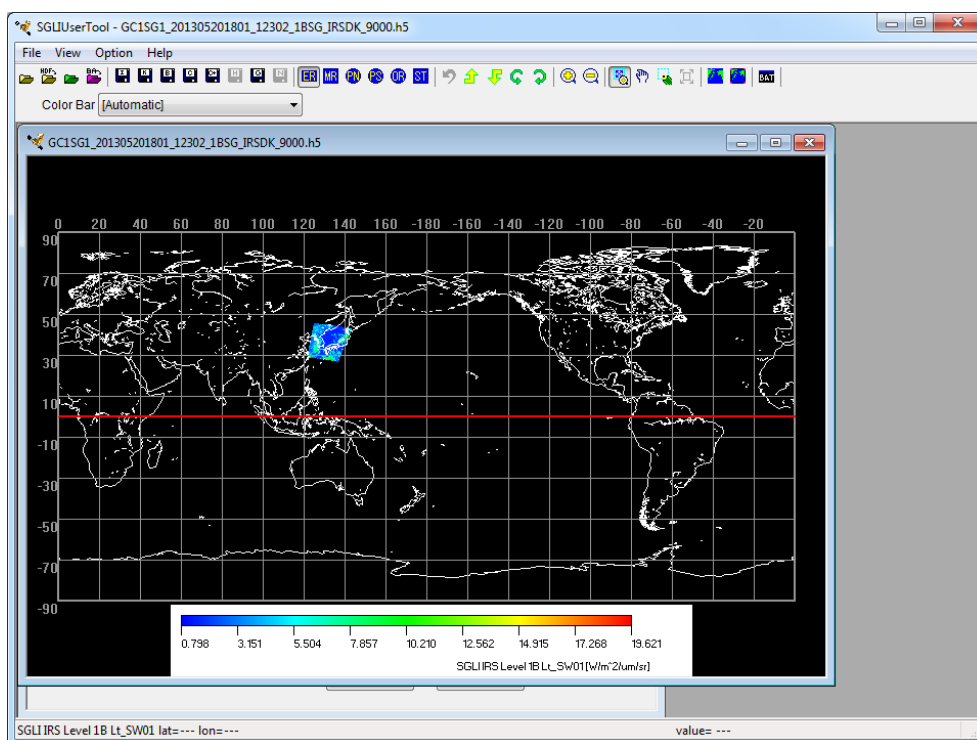 SGLIUserTool - GC1SG1_201305201801_12302_1BSG_IRSDK_9000.h5
File View Option Help
ER MR PN PS OR ST BAT
Color Bar [Automatic]
GC1SG1_201305201801_12302_1BSG_IRSDK_9000.h5
0 20 40 60 80 100 120 140 160 -180 -160 -140 -120 -100 -80 -60 -40 -20
90
70
50
30
10
-10
-30
-50
-70
-90
0.798 3.151 5.504 7.857 10.210 12.562 14.915 17.268 19.621
SGLI IRS Level 1B Lt_SW01[W/m^2/um/sr]
SGLI IRS Level 1B Lt_SW01 lat=--- lon=--- value= ---